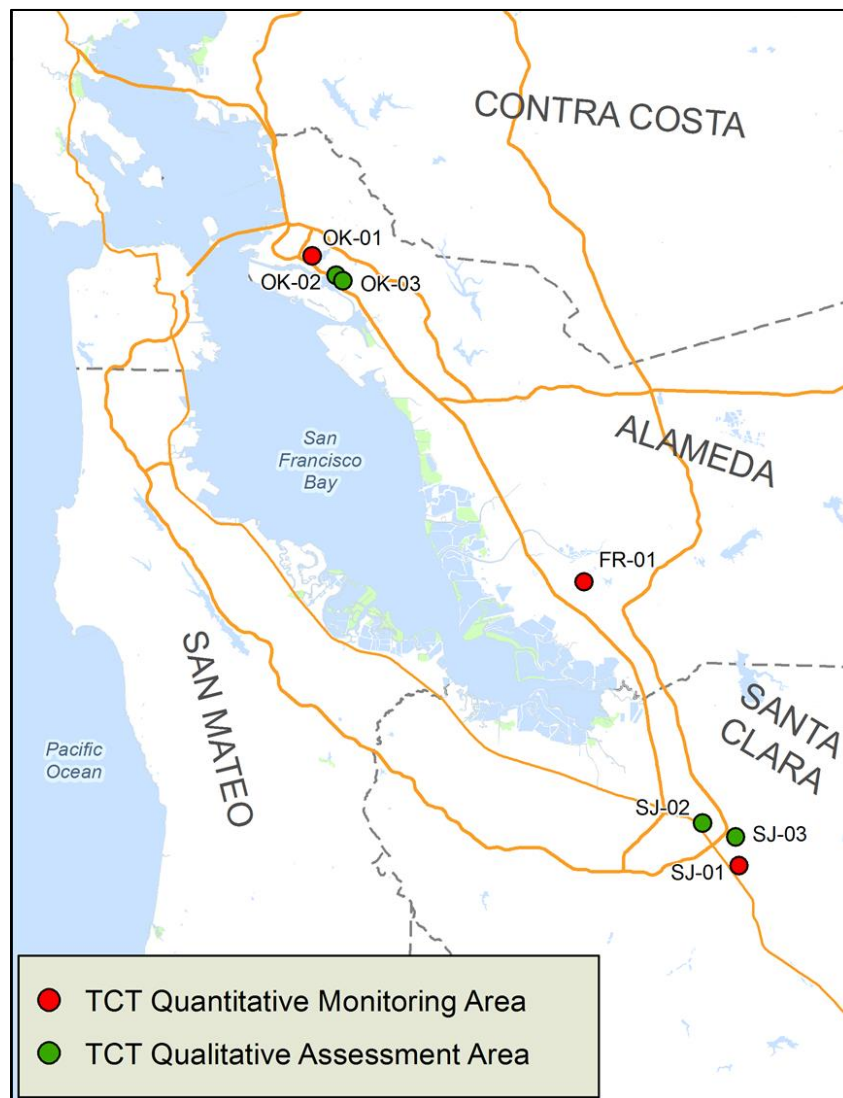 CONTRA COSTA
OK-01
OK-02
OK-03
San
Francisco
Bay
ALAMEDA
FR-01
SAN MATEO
SANTA
CLARA
Pacific
Ocean
SJ-02
SJ-03
SJ-01
TCT Quantitative Monitoring Area
TCT Qualitative Assessment Area